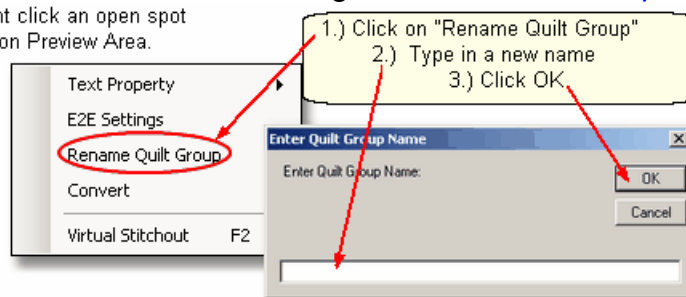 nt click an open spot
on Preview Area.
1.) Click on "Rename Quilt Group"
2.) Type in a new name
3.) Click OK
Text Property
E2E Settings
Rename Quilt Group
Convert
Virtual Stitchout F2
Enter Quilt Group Name
Enter Quilt Group Name:
OK
Cancel